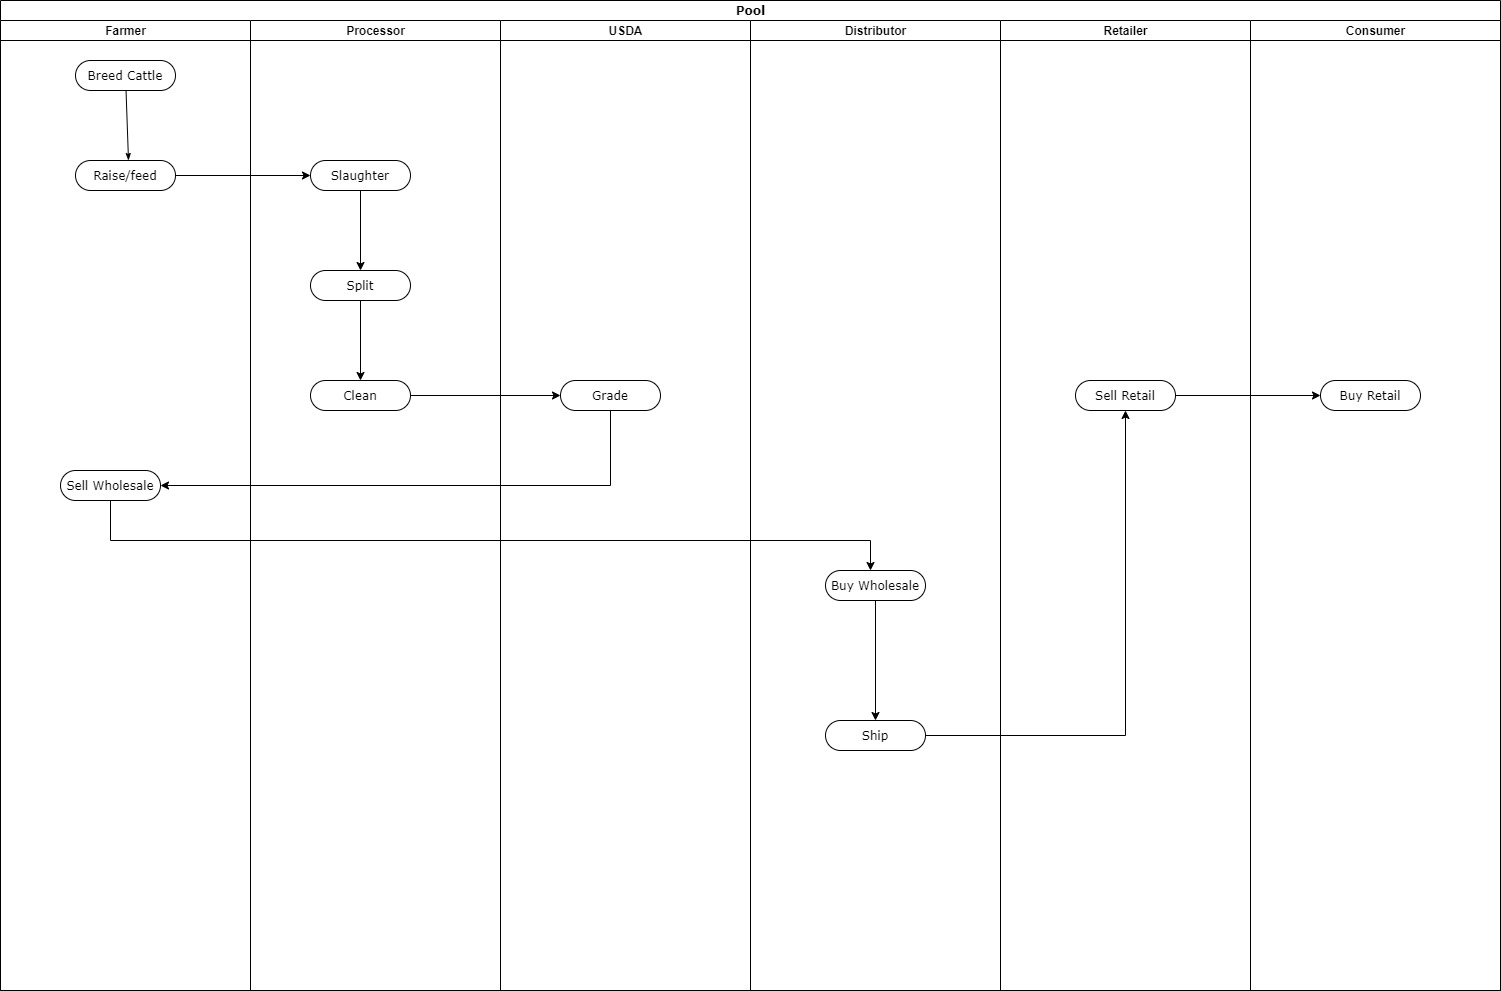 Pool
Farmer
Processor
USDA
Distributor
Retailer
Consumer
Breed Cattle
Raise/feed
Slaughter
Split
Clean
Grade
Sell Retail
Buy Retail
Sell Wholesale
Buy Wholesale
Ship